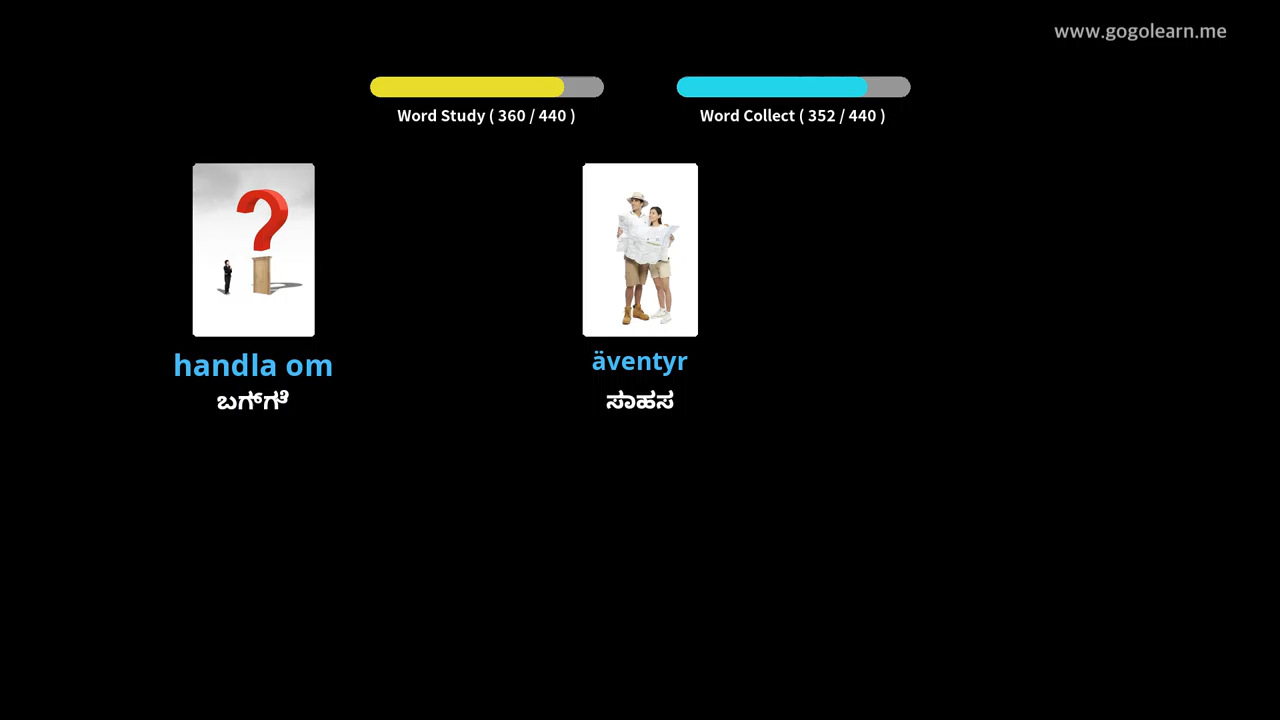 www.gogolearn.me
Word Study ( 360 / 440 )
Word Collect ( 352 / 440 )
handla om
ಬಗ್‌ಗೆ
äventyr
ಸಾಹಸ